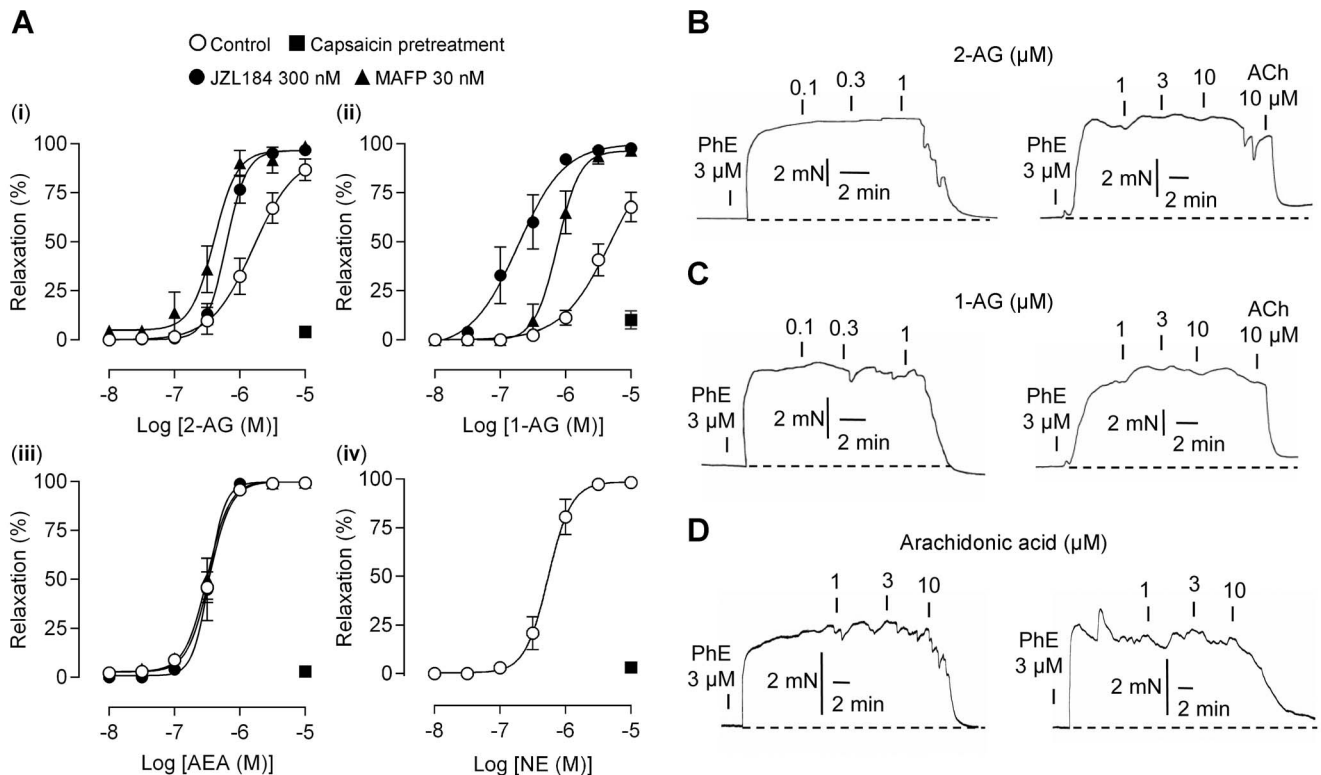 A
Control Capsaicin pretreatment
JZL184 300 nM MAFP 30 nM
(i)
Relaxation (%)
100
75
50
25
0
-8 -7 -6 -5
Log [2-AG (M)]
(ii)
Relaxation (%)
100
75
50
25
0
-8 -7 -6 -5
Log [1-AG (M)]
(iii)
Relaxation (%)
100
75
50
25
0
-8 -7 -6 -5
Log [AEA (M)]
(iv)
Relaxation (%)
100
75
50
25
0
-8 -7 -6 -5
Log [NE (M)]
B
2-AG (µM)
0.1 0.3 1
PhE
3 µM
2 mN
2 min
1 3 10
ACh
10 µM
PhE
3 µM
2 mN
2 min
C
1-AG (µM)
0.1 0.3 1
PhE
3 µM
2 mN
2 min
1 3 10
ACh
10 µM
PhE
3 µM
2 mN
2 min
D
Arachidonic acid (µM)
1 3 10
PhE
3 µM
2 mN
2 min
1 3 10
PhE
3 µM
2 mN
2 min